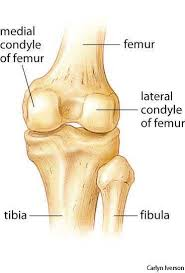 medial
condyle
of femur
femur
lateral
condyle
of femur
tibia
fibula
Carlyn Iverson